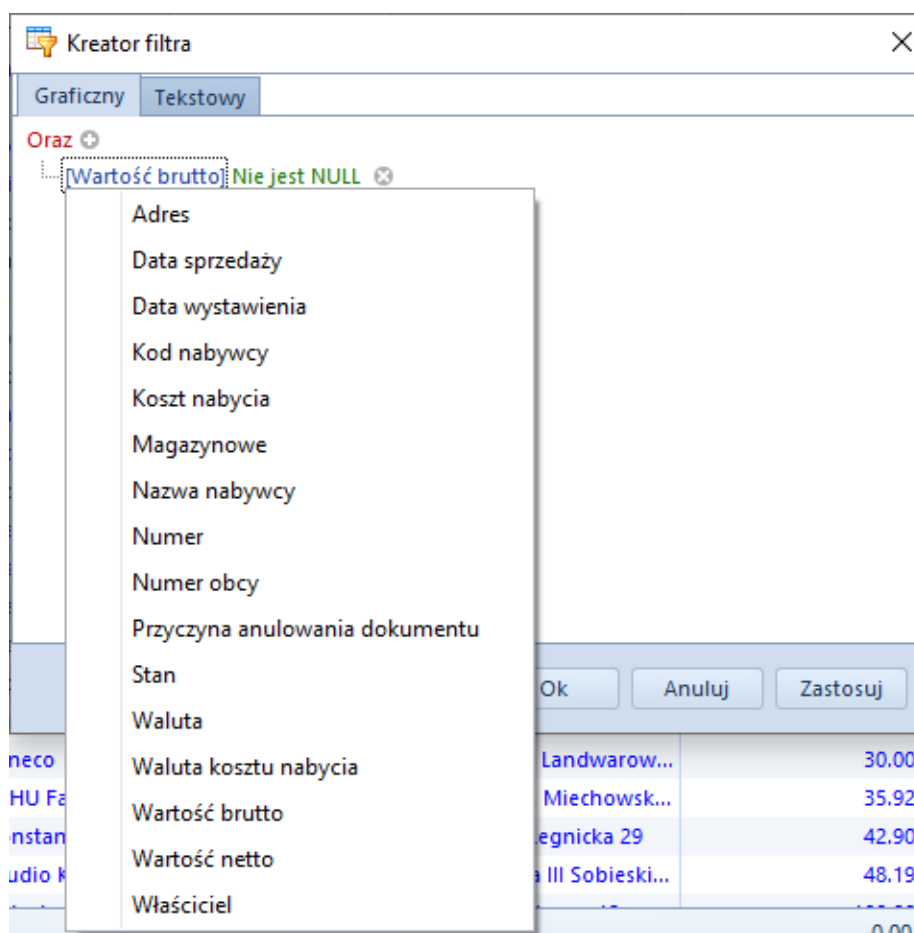 Kreator filtra
Graficzny Tekstowy
Oraz
[Wartość brutto] Nie jest NULL
Adres
Data sprzedaży
Data wystawienia
Kod nabywcy
Koszt nabycia
Magazynowe
Nazwa nabywcy
Numer
Numer obcy
Przyczyna anulowania dokumentu
Stan
Waluta
Waluta kosztu nabycia
Wartość brutto
Wartość netto
Właściciel
Ok Anuluj Zastosuj
neco Landwarow... 30.00
HU Fa Miechowsk... 35.92
nstan egnicka 29 42.90
udio K III Sobieski... 48.19
0.00